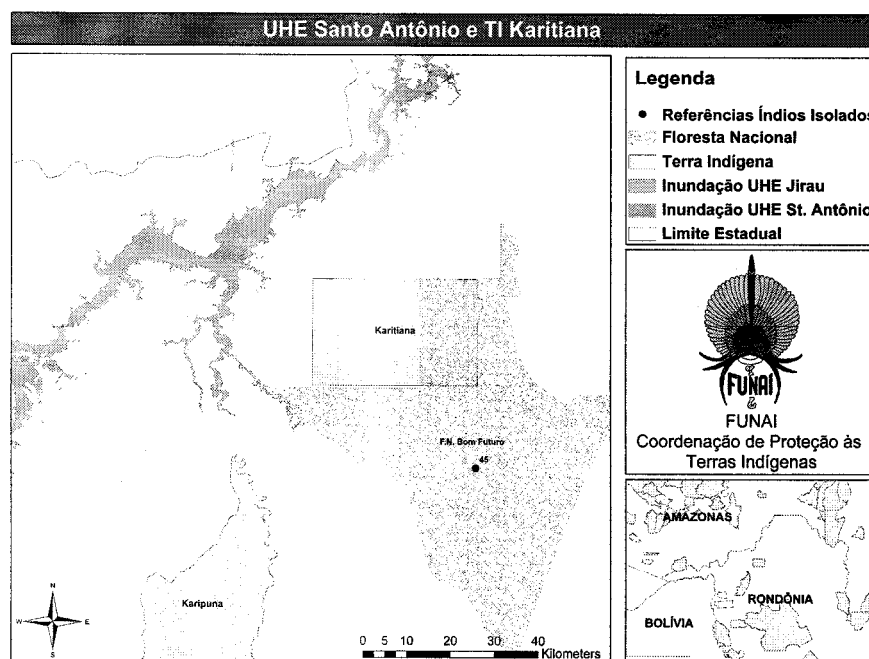 UHE Santo Antônio e TI Karitiana
Legenda
Referências Índios Isolados
Floresta Nacional
Terra Indígena
Inundação UHE Jirau
Inundação UHE St. Antônio
Limite Estadual
Karitiana
F.N. Bom Futuro
45
Karipuna
N
W
E
S
0 5 10 20 30 40
Kilometers
FUNAI
FUNAI
Coordenação de Proteção às
Terras Indígenas
AMAZONAS
RONDÔNIA
BOLÍVIA